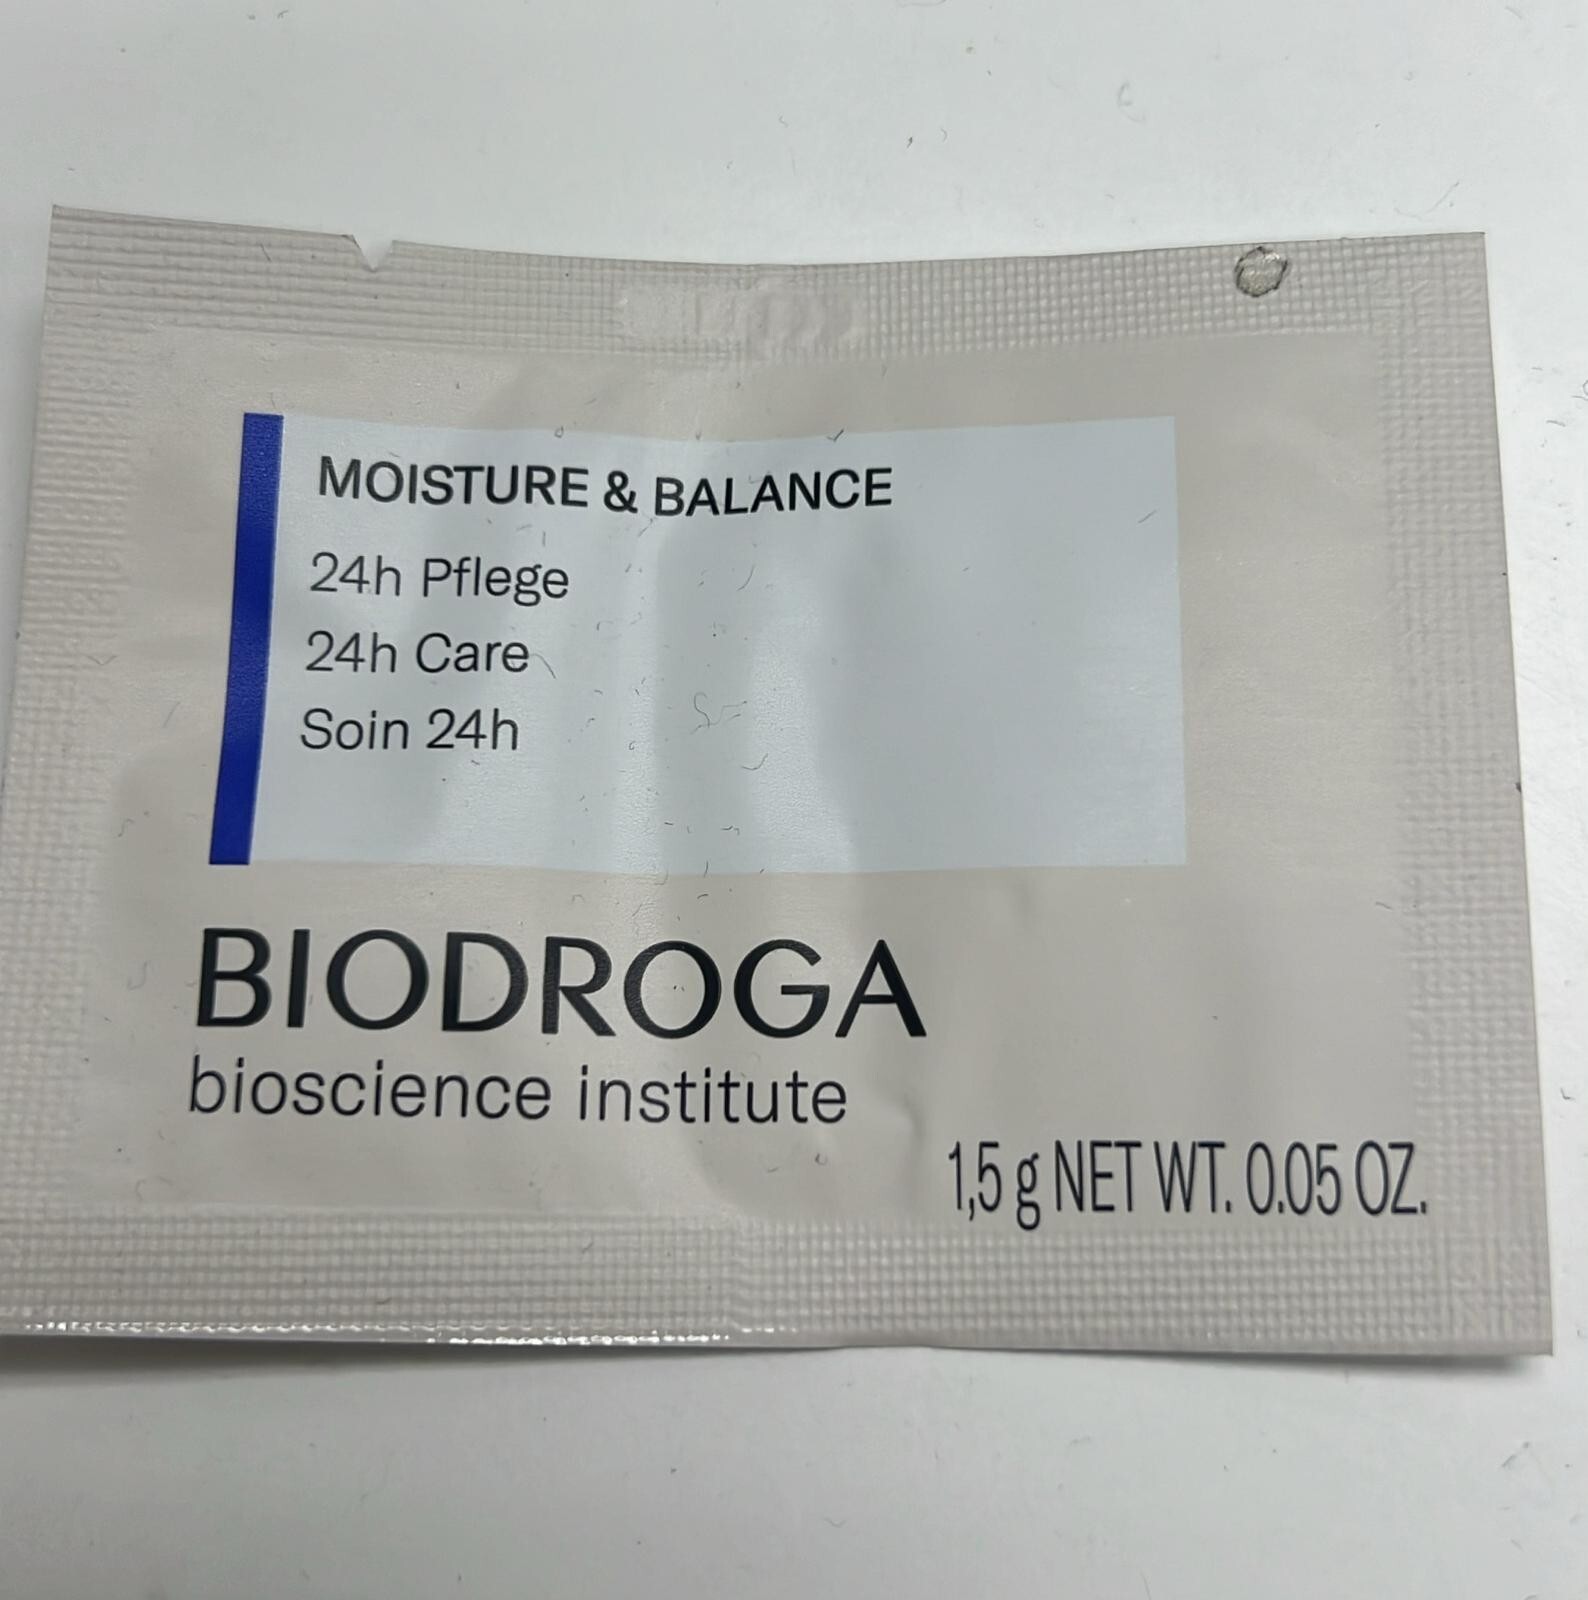 MOISTURE & BALANCE
24h Pflege
24h Care
Soin 24h
BIODROGA
bioscience institute
1,5 g NET WT. 0.05 OZ.